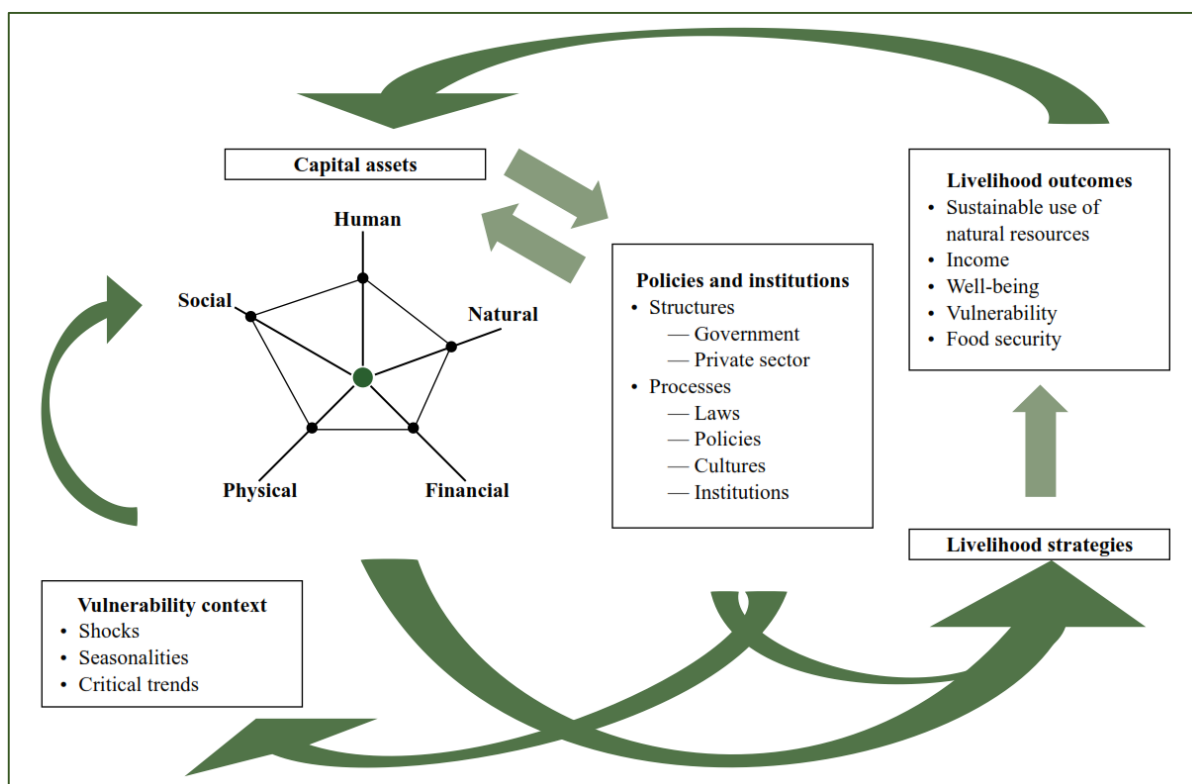 Capital assets
Human
Social
Natural
Physical
Financial
Policies and institutions
• Structures
— Government
— Private sector
• Processes
— Laws
— Policies
— Cultures
— Institutions
Livelihood outcomes
• Sustainable use of
natural resources
• Income
• Well-being
• Vulnerability
• Food security
Livelihood strategies
Vulnerability context
• Shocks
• Seasonalities
• Critical trends